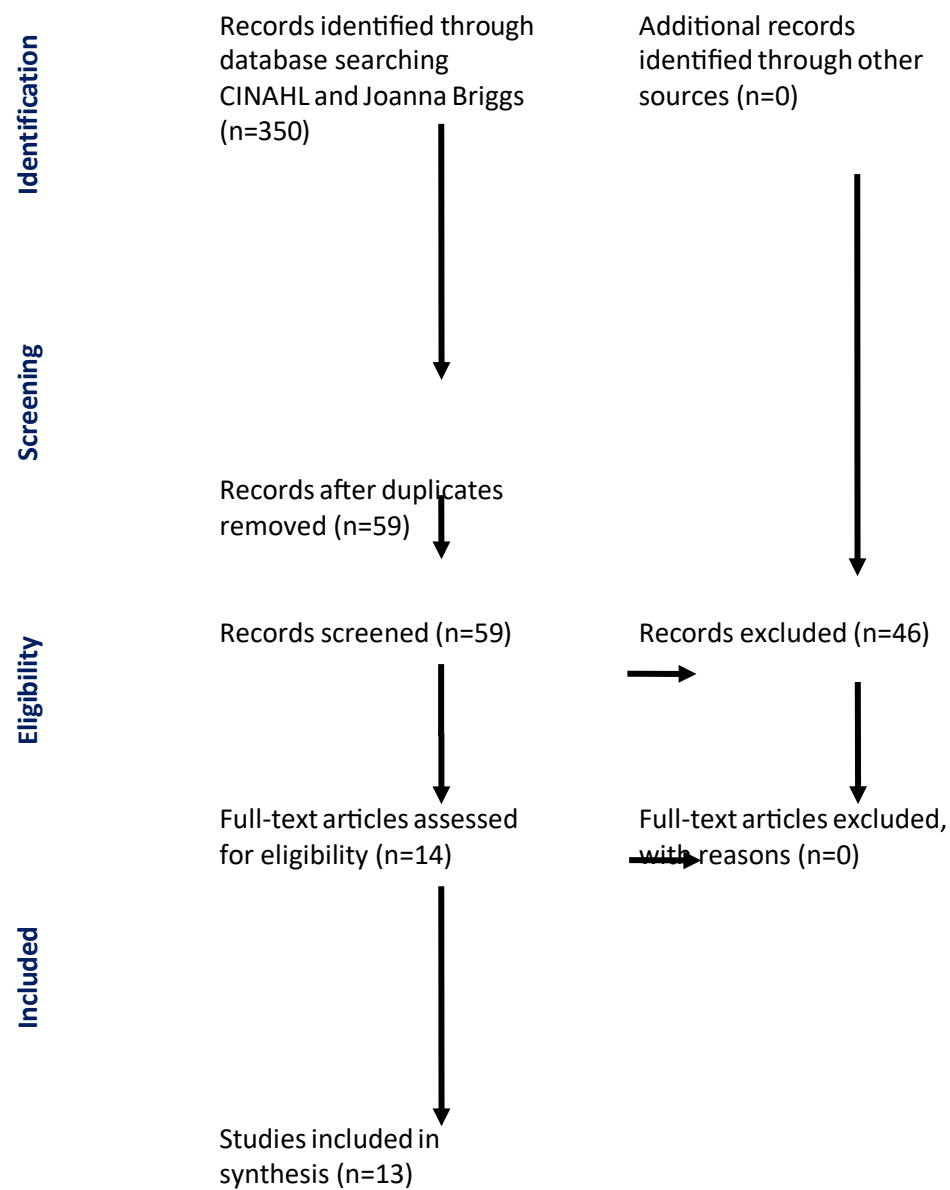 Identification
Records identified through
database searching
CINAHL and Joanna Briggs
(n=350)
Additional records
identified through other
sources (n=0)
Screening
Records after duplicates
removed (n=59)
Eligibility
Records screened (n=59)
Records excluded (n=46)
Full-text articles assessed
for eligibility (n=14)
Full-text articles excluded,
with reasons (n=0)
Included
Studies included in
synthesis (n=13)